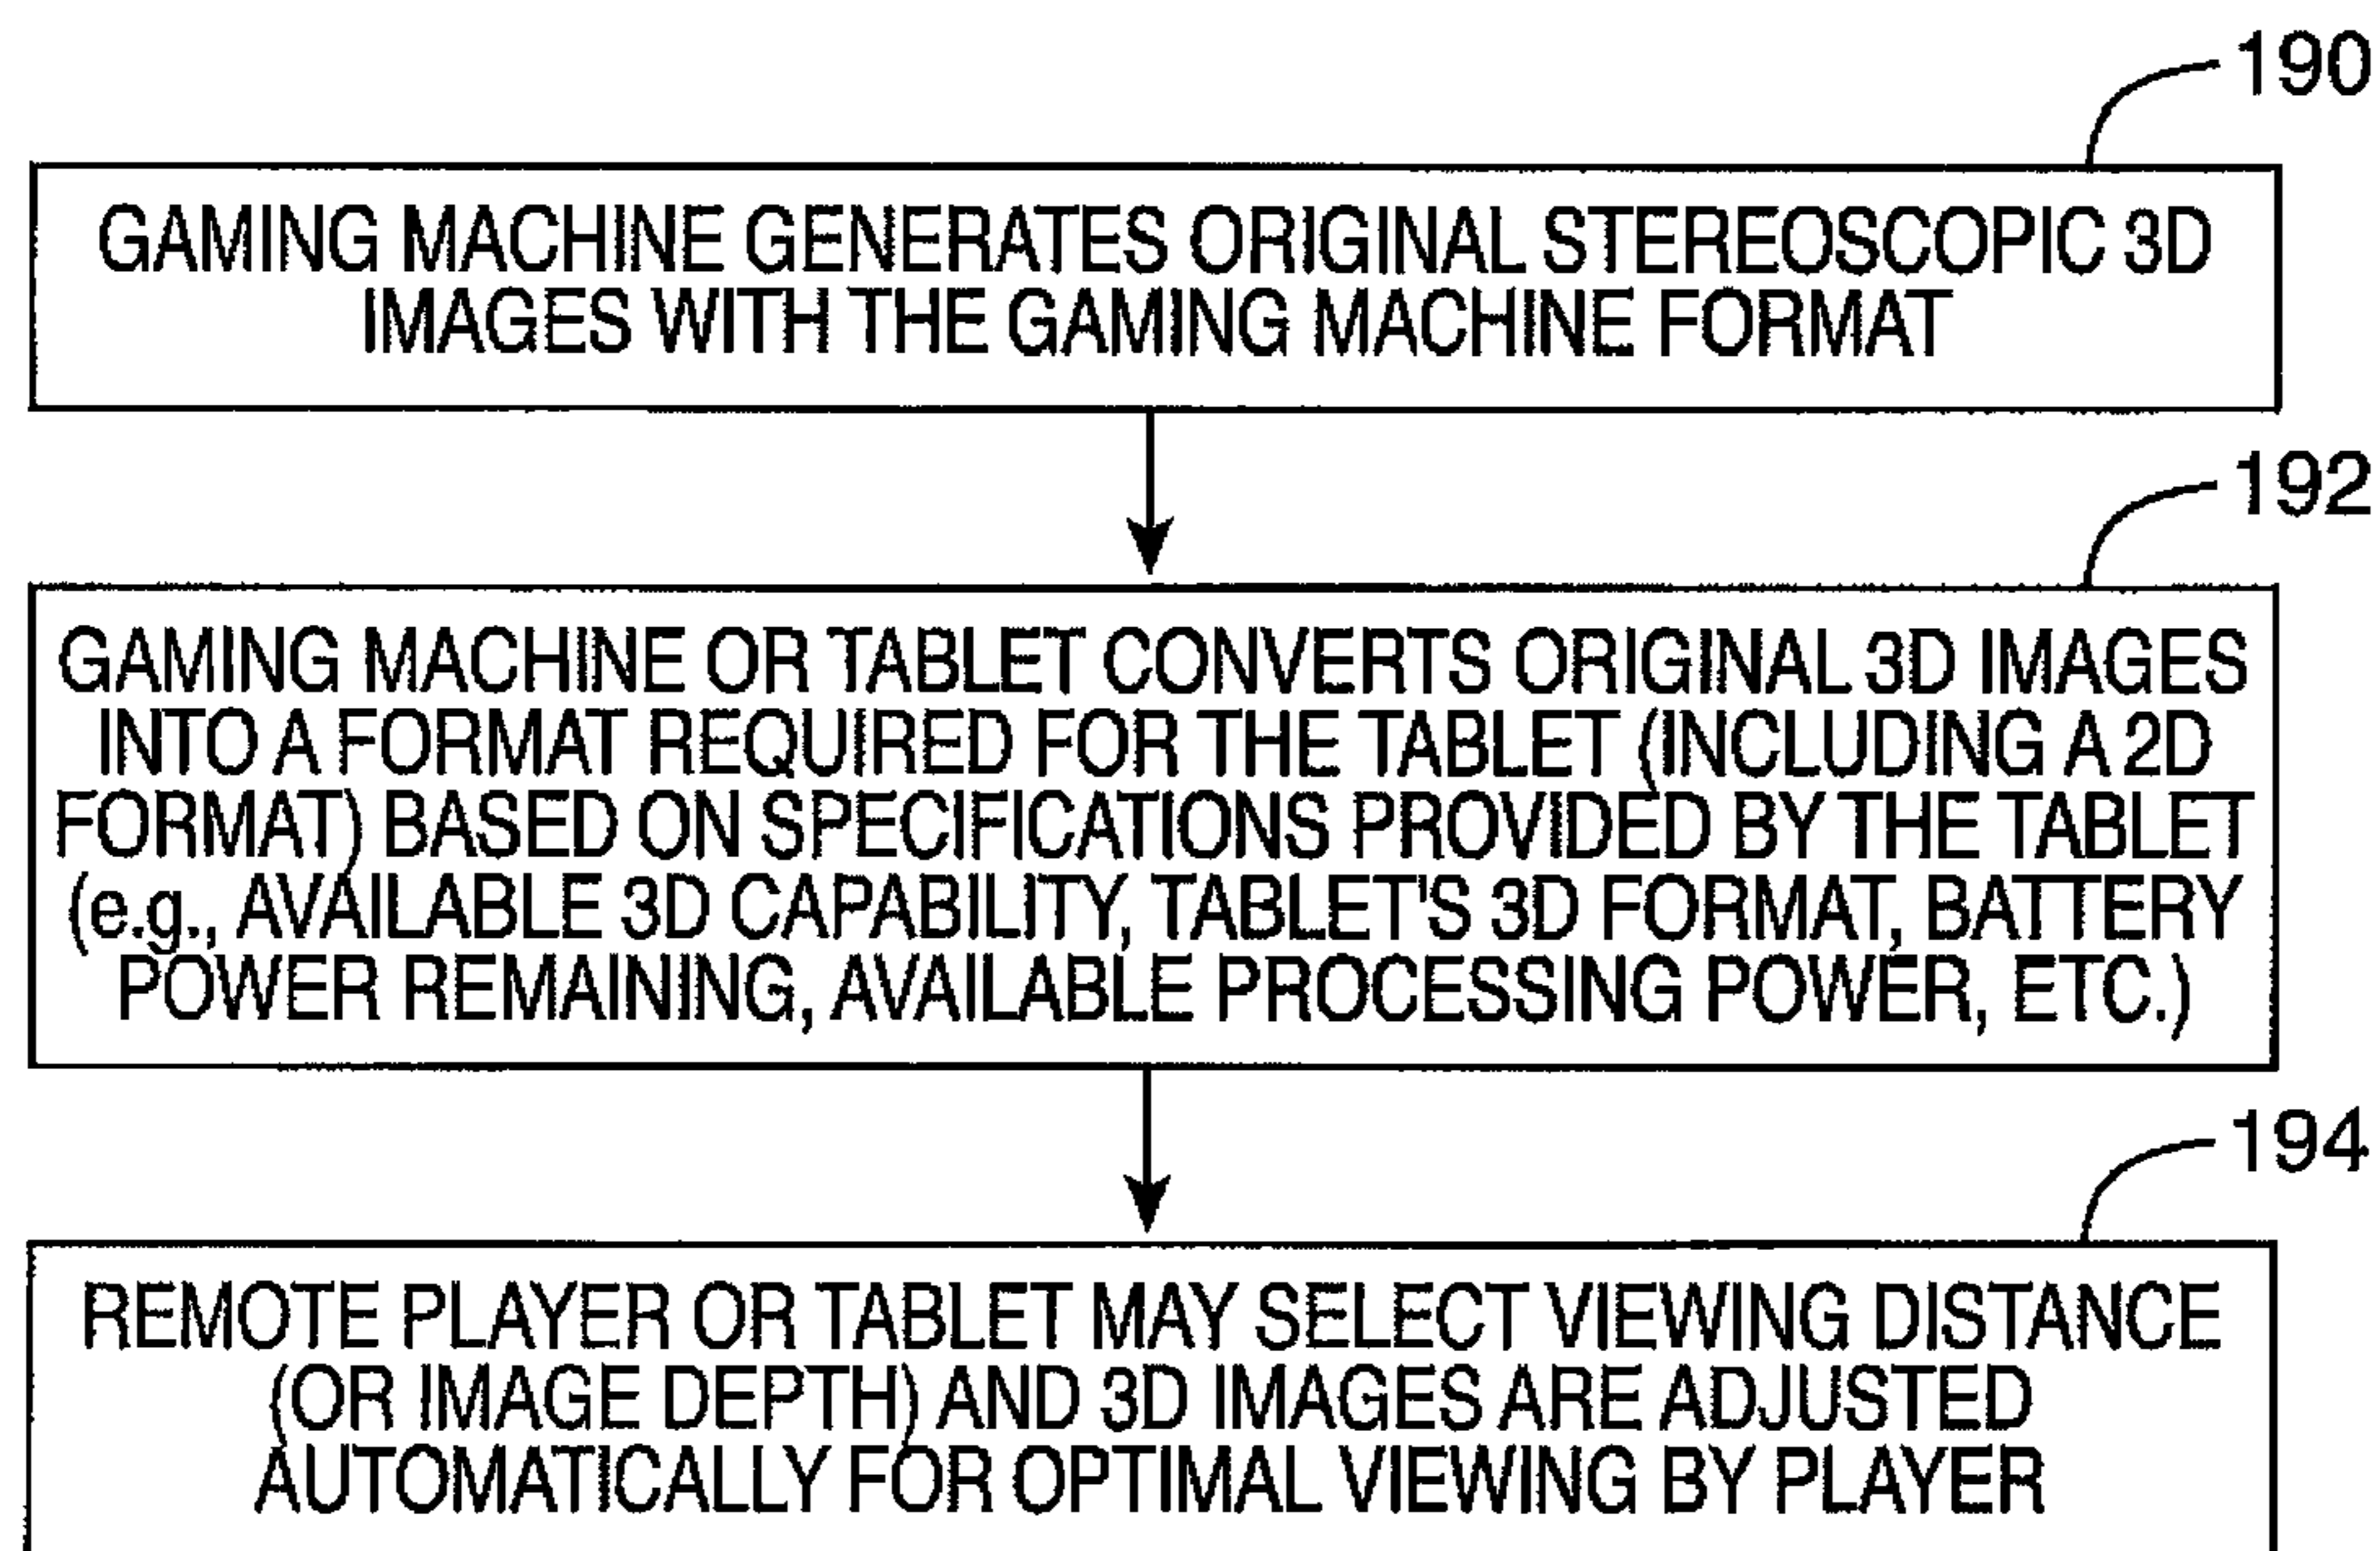 190
GAMING MACHINE GENERATES ORIGINAL STEREOSCOPIC 3D
IMAGES WITH THE GAMING MACHINE FORMAT
192
GAMING MACHINE OR TABLET CONVERTS ORIGINAL 3D IMAGES
INTO A FORMAT REQUIRED FOR THE TABLET (INCLUDING A 2D
FORMAT) BASED ON SPECIFICATIONS PROVIDED BY THE TABLET
(e.g., AVAILABLE 3D CAPABILITY, TABLET'S 3D FORMAT, BATTERY
POWER REMAINING, AVAILABLE PROCESSING POWER, ETC.)
194
REMOTE PLAYER OR TABLET MAY SELECT VIEWING DISTANCE
(OR IMAGE DEPTH) AND 3D IMAGES ARE ADJUSTED
AUTOMATICALLY FOR OPTIMAL VIEWING BY PLAYER